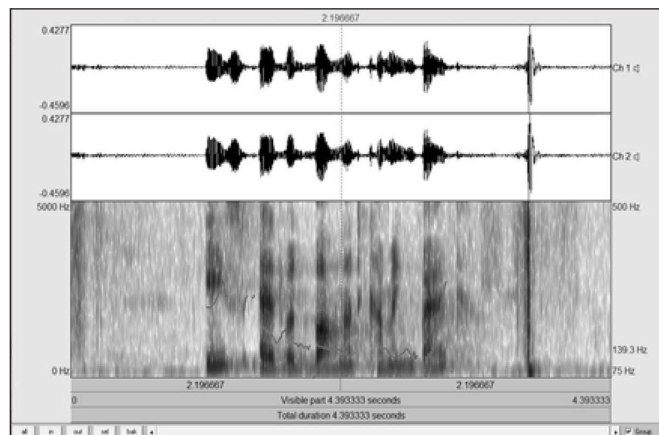 2.196667
0.4277
Ch 1
-0.4596
0.4277
Ch 2
-0.4596
5000 Hz 500 Hz
139.3 Hz
0 Hz 75 Hz
2.196667 2.196667
0 Visible part 4.393333 seconds 4.393333
Total duration 4.393333 seconds
all in out sel bak Group